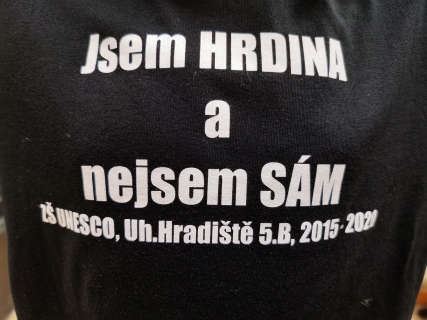 Jsem HRDINA
a
nejsem SÁM
ZŠ UNESCO, Uh.Hradiště 5.B, 2015-2020